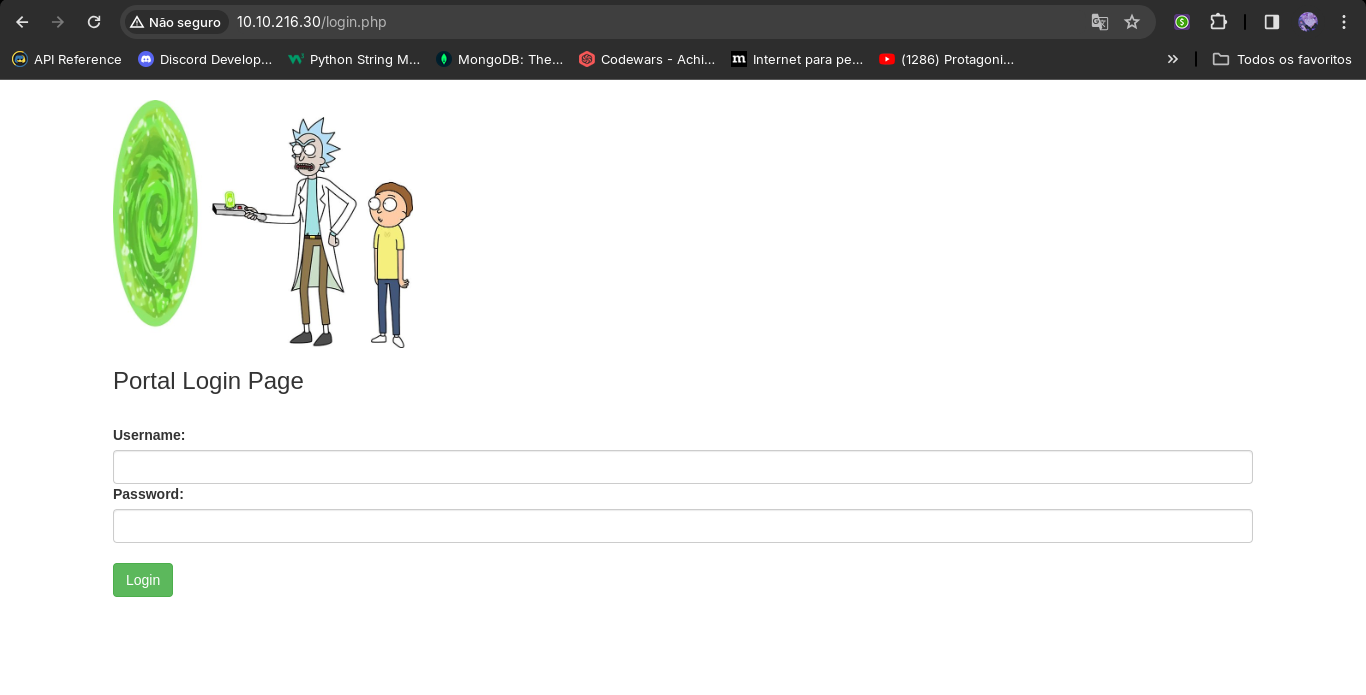 Não seguro 10.10.216.30/login.php
API Reference Discord Develop... Python String M... MongoDB: The... Codewars - Achi... Internet para pe... (1286) Protagoni... » Todos os favoritos
Portal Login Page
Username:
Password:
Login